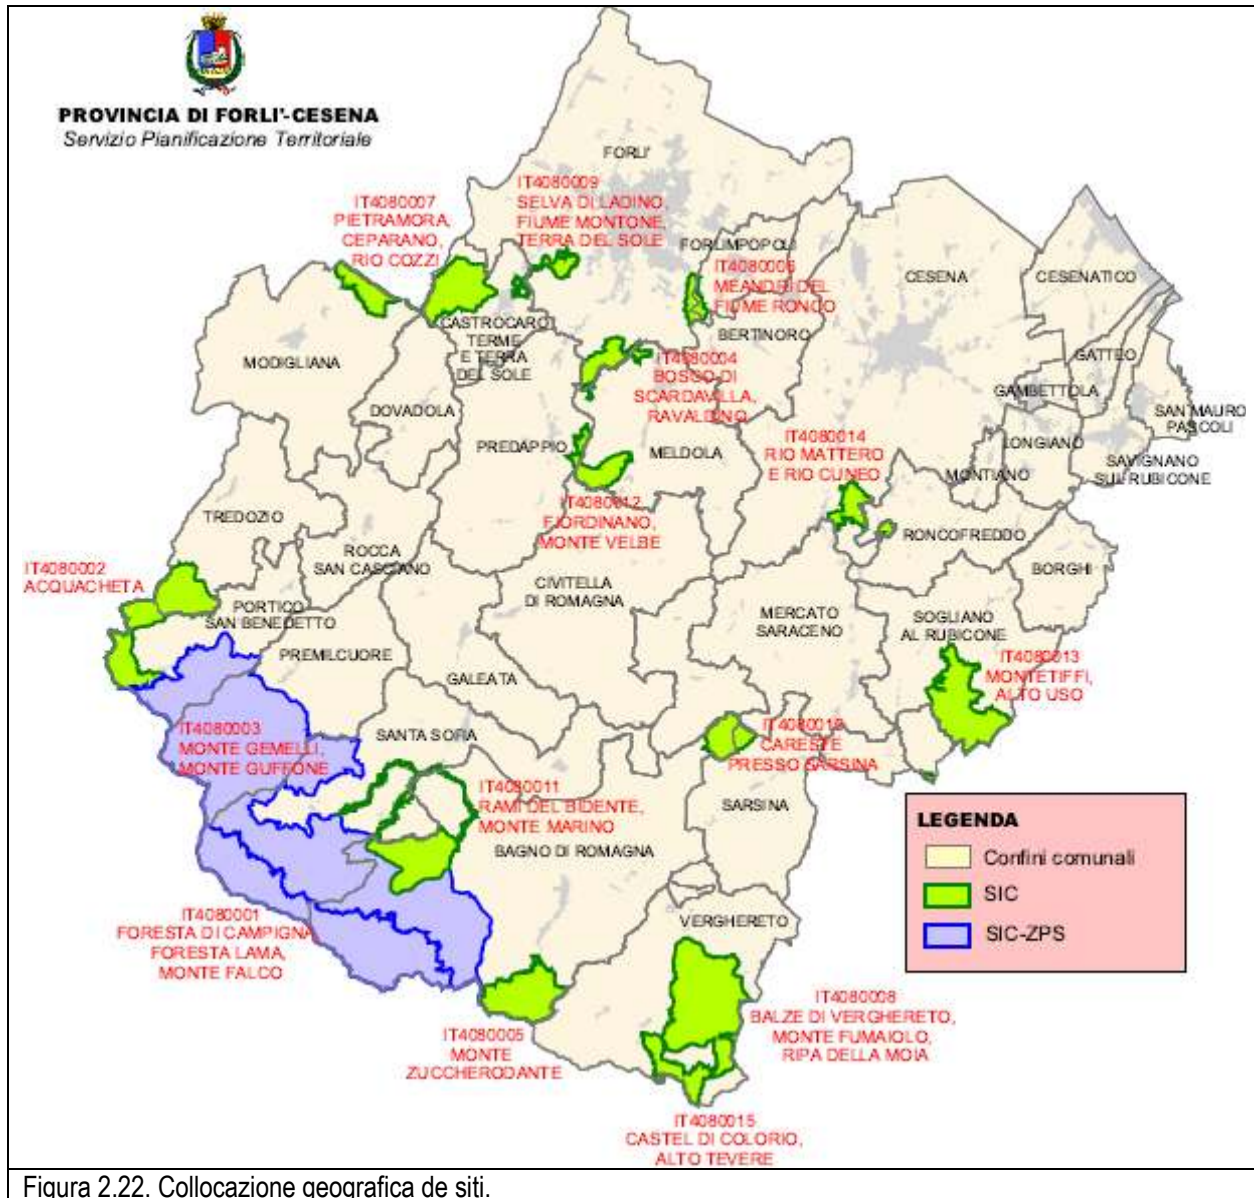 PROVINCIA DI FORLI'-CESENA
Servizio Pianificazione Territoriale
FORLI'
IT4080007
PIETRAMORA,
CEPARANO,
RIO COZZI
IT4080009
SELVA DI LADINO,
FIUME MONTONE,
TERRA DEL SOLE
FORLIMPOPOLI
IT4080006
MEANDRI DEL
FIUME RONCO
CESENA
CESENATICO
MODIGLIANA
CASTROCARO
TERME
E TERRA
DEL SOLE
BERTINORO
GATTEO
GAMBETTOLA
SAN MAURO
PASCOLI
DOVADOLA
IT4080004
BOSCO DI
SCARDAVILLA,
RAVALDINO
PREDAPPIO
MELDOLA
IT4080014
RIO MATTERO
E RIO CUNEO
LONGIANO
MONTIANO
SAVIGNANO
SUL RUBICONE
TREDOZIO
IT4080012
FIORDINANO,
MONTE VELBE
RONCOFREDDO
ROCCA
SAN CASCIANO
BORGHI
IT4080002
ACQUACHETA
PORTICO
SAN BENEDETTO
CIVITELLA
DI ROMAGNA
MERCATO
SARACENO
SOGLIANO
AL RUBICONE
PREMILCUORE
GALEATA
IT4080013
MONTETIFFI,
ALTO USO
IT4080003
MONTE GEMELLI,
MONTE GUFFONE
SANTA SOFIA
IT4080010
CARESTE
PRESSO SARSINA
IT4080011
RAMI DEL BIDENTE,
MONTE MARINO
SARSINA
BAGNO DI ROMAGNA
LEGENDA
Confini comunali
SIC
SIC-ZPS
IT4080001
FORESTA DI CAMPIGNA,
FORESTA LAMA,
MONTE FALCO
VERGHERETO
IT4080005
MONTE
ZUCCHERODANTE
IT4080008
BALZE DI VERGHERETO,
MONTE FUMAIOLO,
RIPA DELLA MOIA
IT4080015
CASTEL DI COLORIO,
ALTO TEVERE
Figura 2.22. Collocazione geografica de siti.